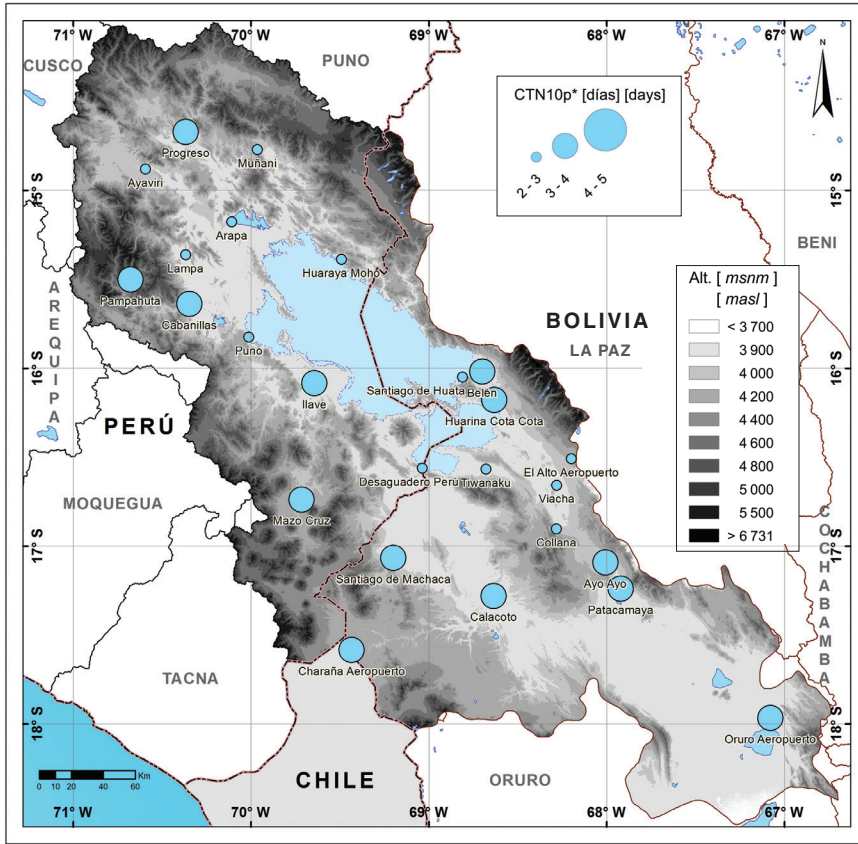 71° W
70° W
69° W
68° W
67° W
CUSCO
PUNO
N
CTN10p* [días] [days]
2 - 3
3 - 4
4 - 5
Progreso
Muñani
Ayaviri
15° S
15° S
Arapa
BENI
Lampa
Huaraya Moho
Pampahuta
Cabanillas
AREQUIPA
Alt. [ msnm ]
[ masl ]
< 3 700
3 900
4 000
4 200
4 400
4 600
4 800
5 000
5 500
> 6 731
BOLIVIA
LA PAZ
Puno
16° S
16° S
Santiago de Huata
Belén
Ilave
Huarina Cota Cota
PERÚ
El Alto Aeropuerto
Desaguadero Perú
Tiwanaku
Viacha
MOQUEGUA
Mazo Cruz
Collana
COCHABAMBA
17° S
17° S
Santiago de Machaca
Ayo Ayo
Patacamaya
Calacoto
Charaña Aeropuerto
TACNA
18° S
18° S
Oruro Aeropuerto
CHILE
ORURO
Km
0 10 20 40 60
71° W
70° W
69° W
68° W
67° W